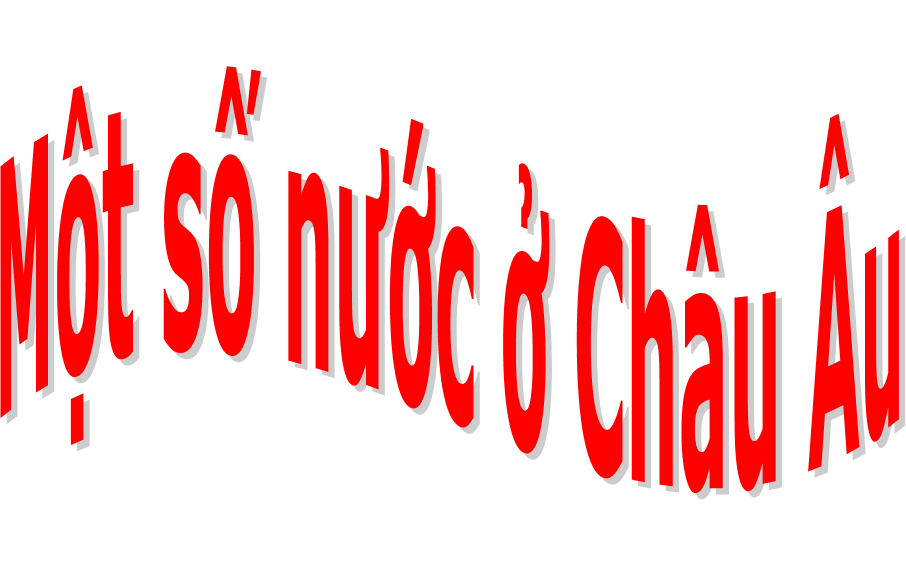 Một số nước ở Châu Âu